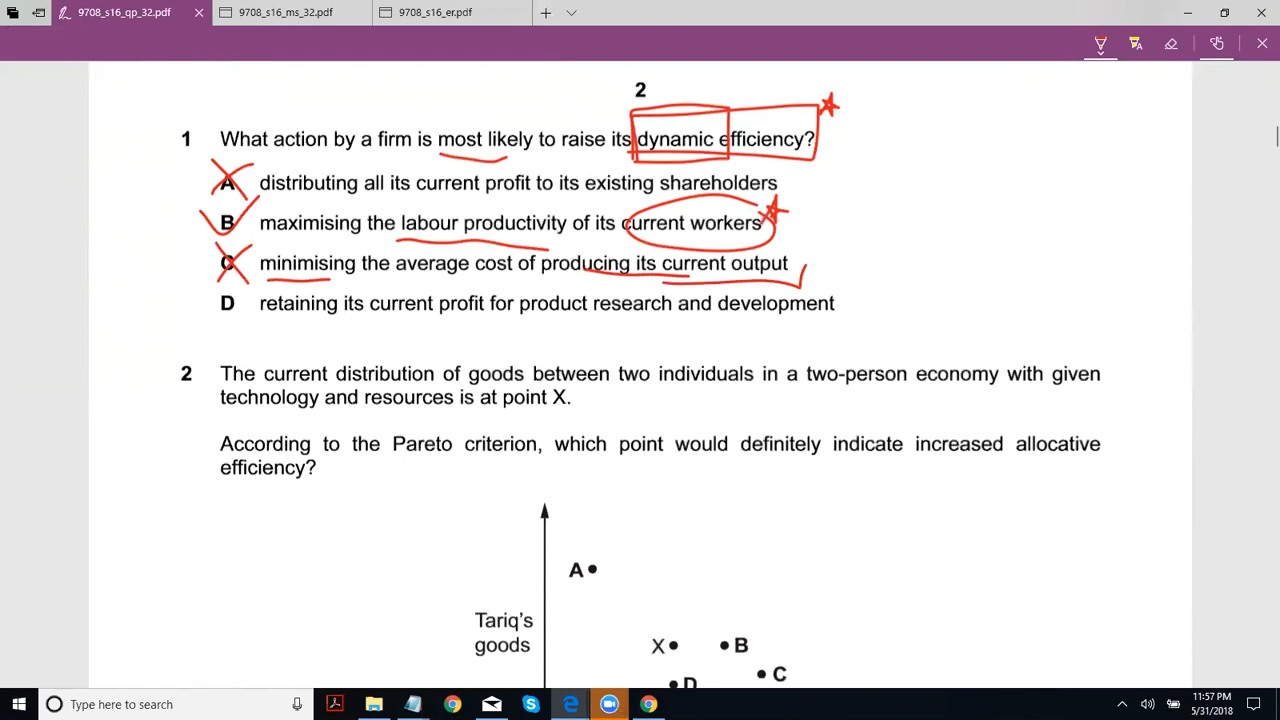 9708_s16_qp_32.pdf
9708_s16_ms_32.pdf
9708_s16_er.pdf
2
1 What action by a firm is most likely to raise its dynamic efficiency?
A distributing all its current profit to its existing shareholders
B maximising the labour productivity of its current workers
C minimising the average cost of producing its current output
D retaining its current profit for product research and development
2 The current distribution of goods between two individuals in a two-person economy with given
technology and resources is at point X.
According to the Pareto criterion, which point would definitely indicate increased allocative
efficiency?
A
Tariq's
goods
X
B
C
D
Type here to search
11:57 PM
5/31/2018